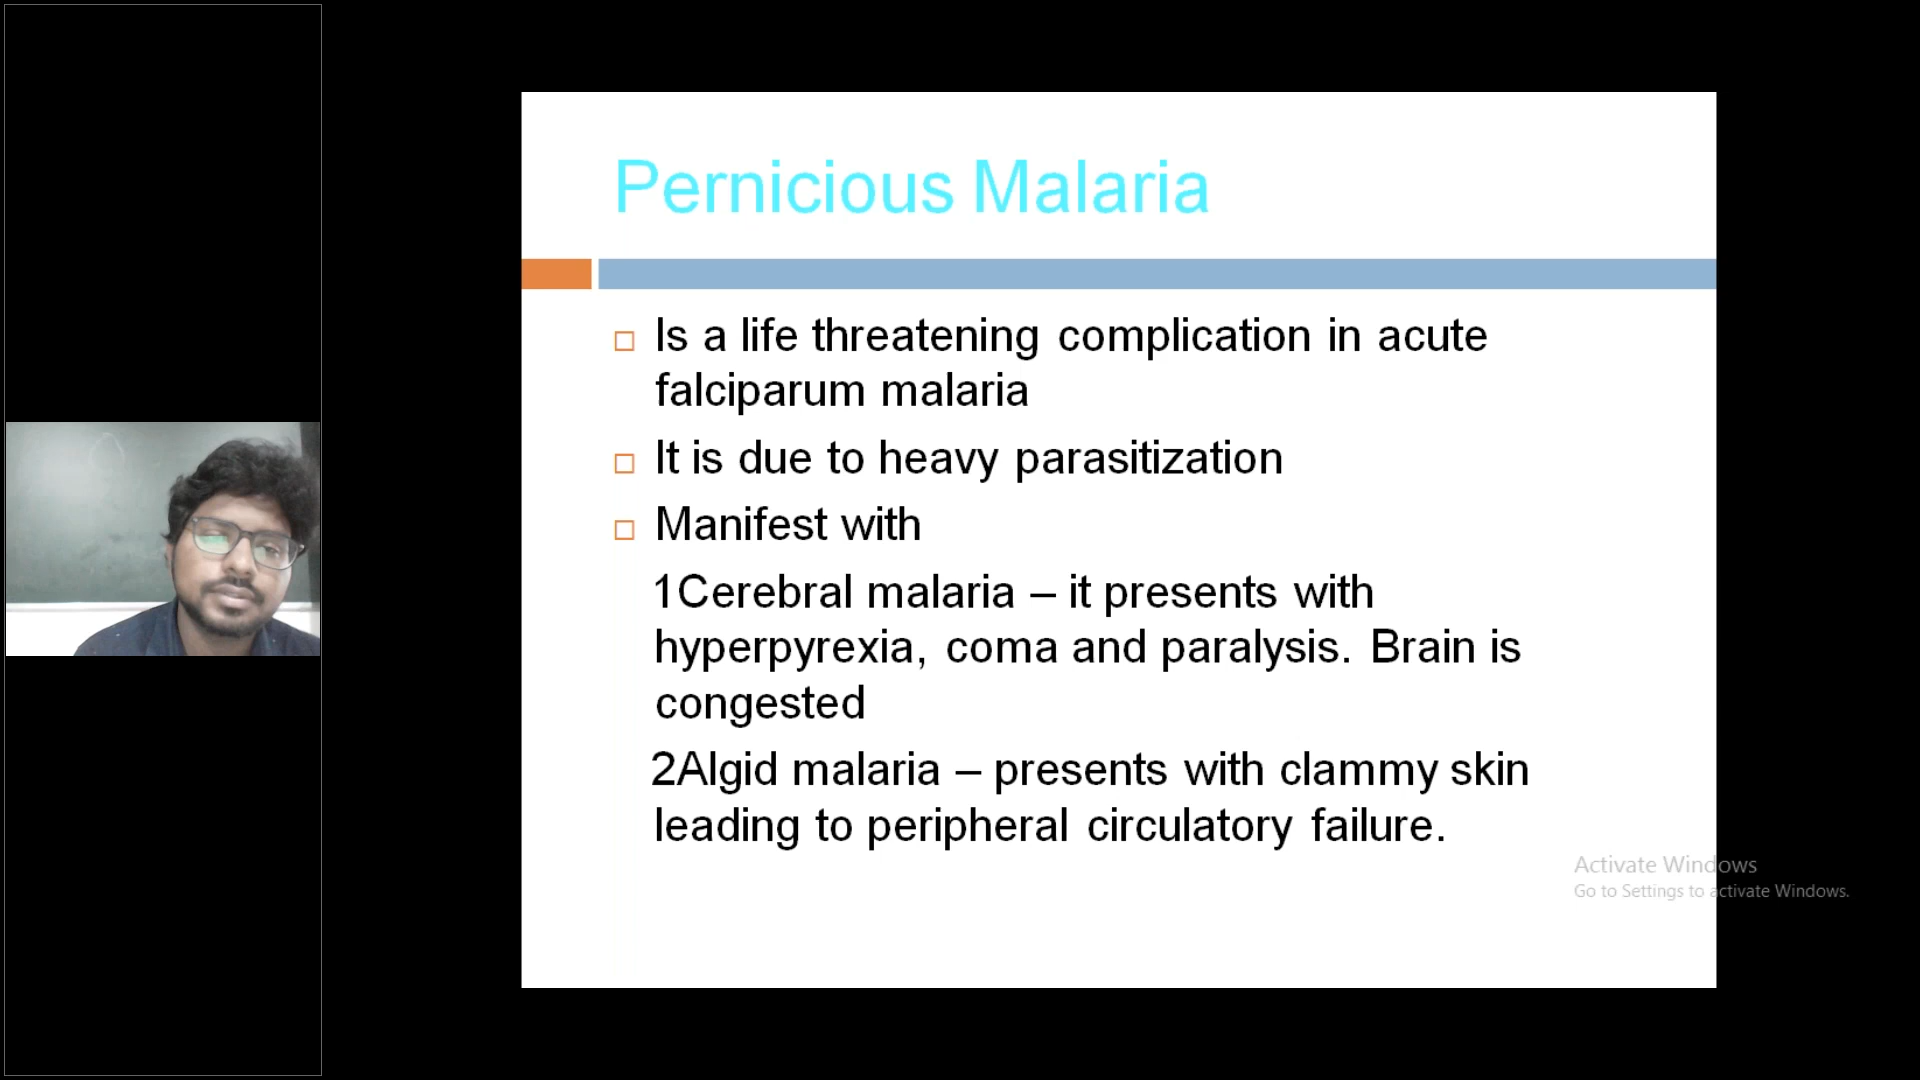 Pernicious Malaria
Is a life threatening complication in acute
falciparum malaria
It is due to heavy parasitization
Manifest with
1Cerebral malaria – it presents with
hyperpyrexia, coma and paralysis. Brain is
congested
2Algid malaria – presents with clammy skin
leading to peripheral circulatory failure.
Activate Windows
Go to Settings to activate Windows.